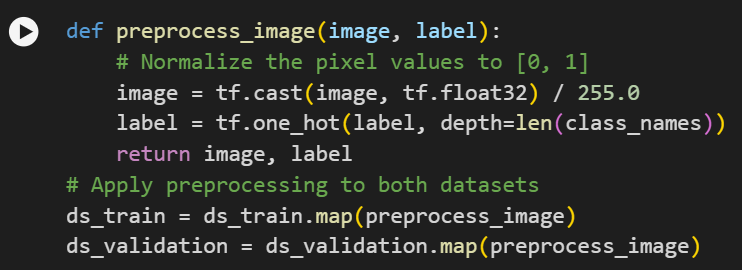 def preprocess_image(image, label):
    # Normalize the pixel values to [0, 1]
    image = tf.cast(image, tf.float32) / 255.0
    label = tf.one_hot(label, depth=len(class_names))
    return image, label
# Apply preprocessing to both datasets
ds_train = ds_train.map(preprocess_image)
ds_validation = ds_validation.map(preprocess_image)